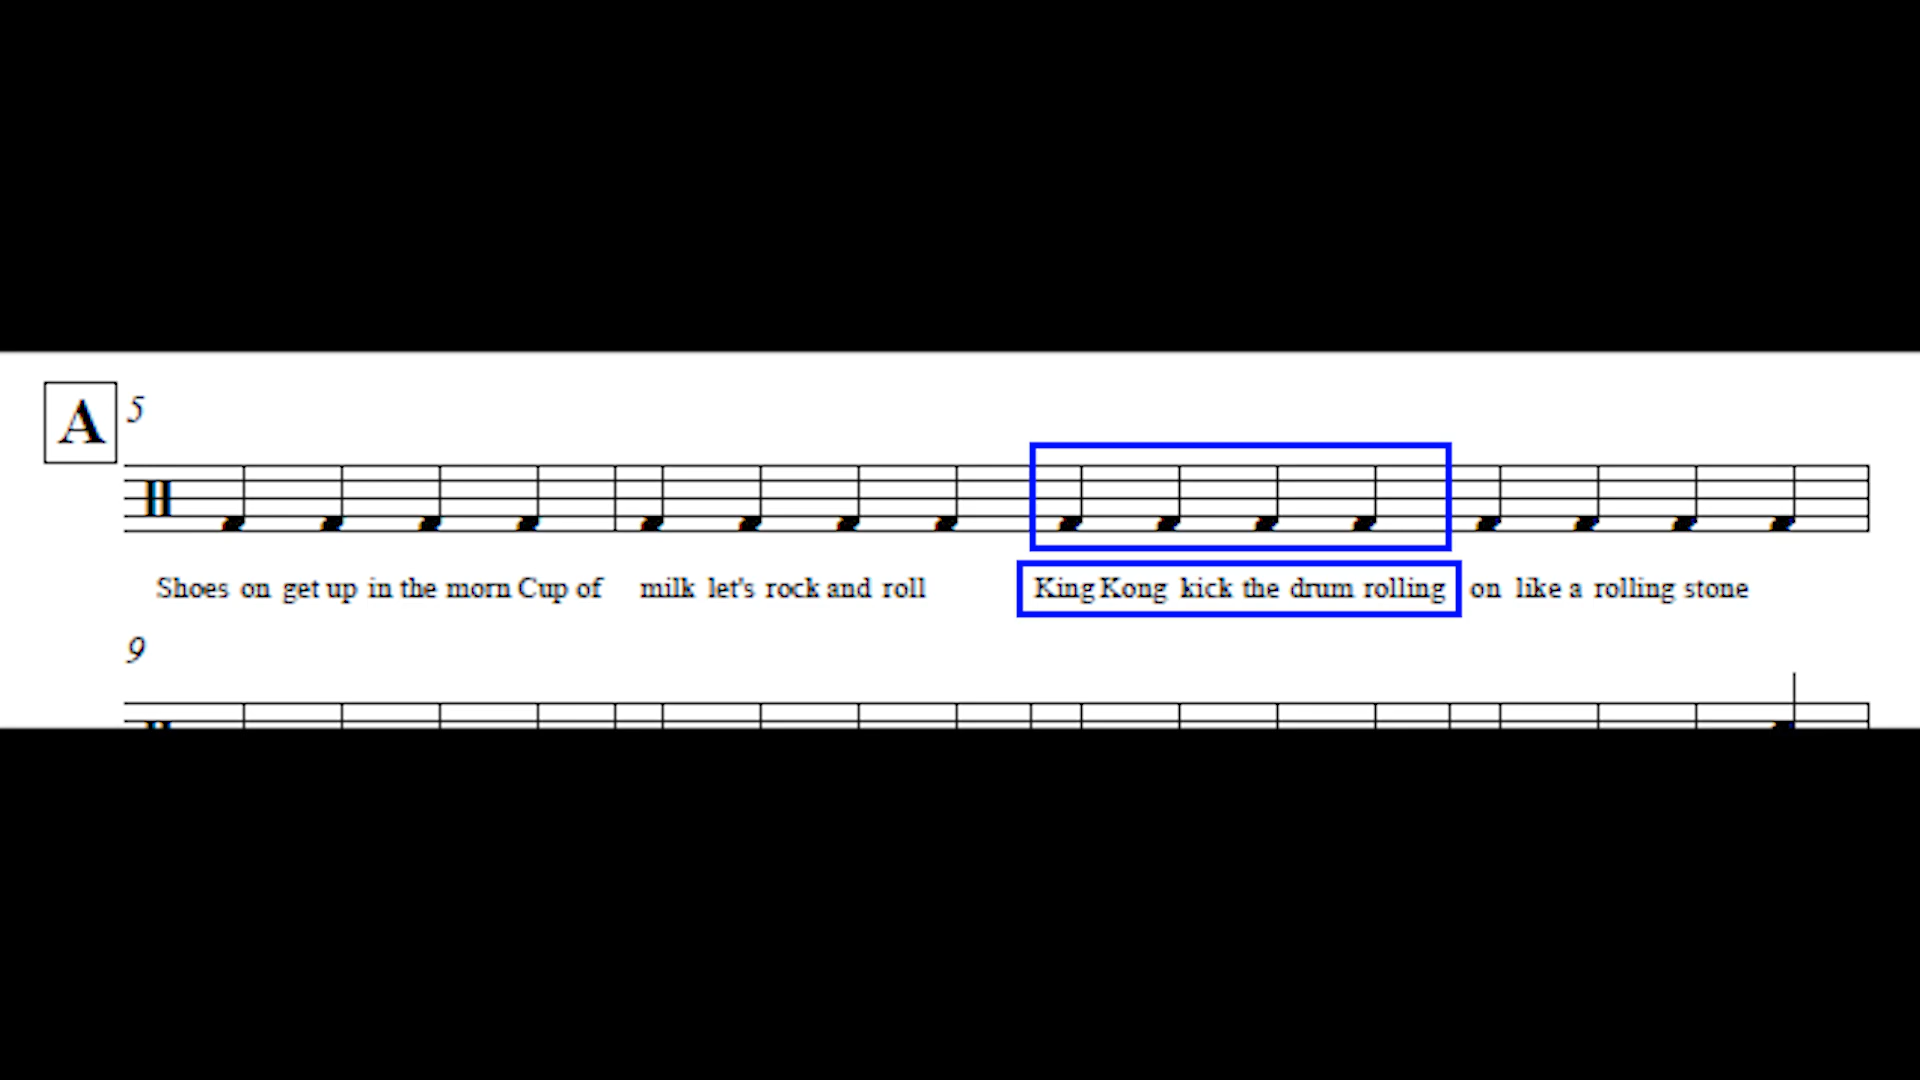 A 5
Shoes on get up in the morn Cup of milk let's rock and roll King Kong kick the drum rolling on like a rolling stone
9